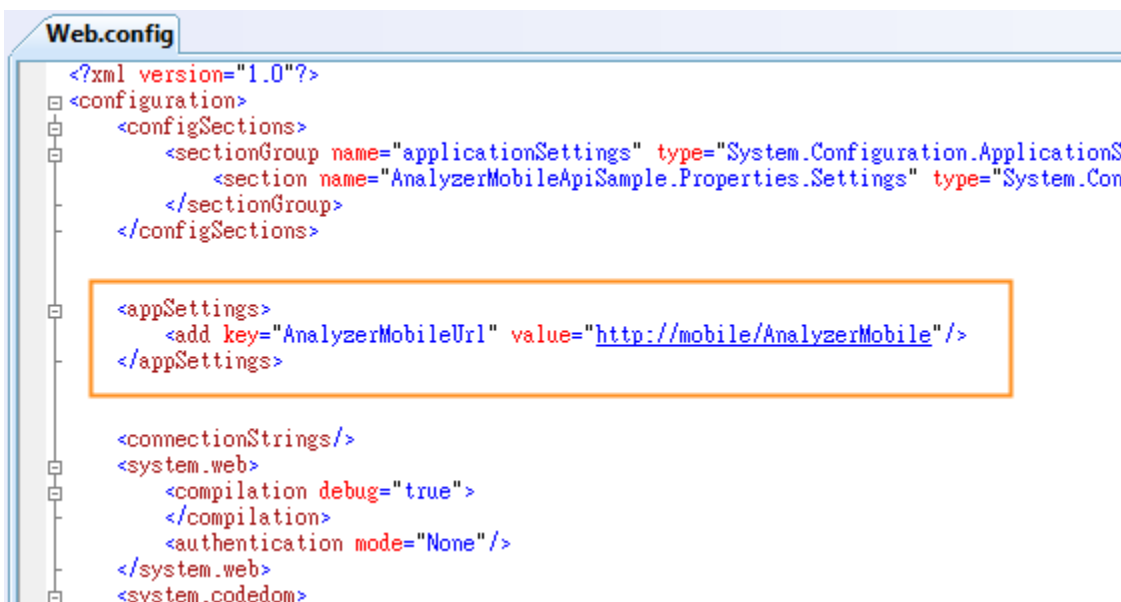 Web.config
<?xml version="1.0"?>
<configuration>
<configSections>
<sectionGroup name="applicationSettings" type="System.Configuration.ApplicationS
<section name="AnalyzerMobileApiSample.Properties.Settings" type="System.Con
</sectionGroup>
</configSections>
<appSettings>
<add key="AnalyzerMobileUrl" value="http://mobile/AnalyzerMobile"/>
</appSettings>
<connectionStrings/>
<system.web>
<compilation debug="true">
</compilation>
<authentication mode="None"/>
</system.web>
<system.codedom>